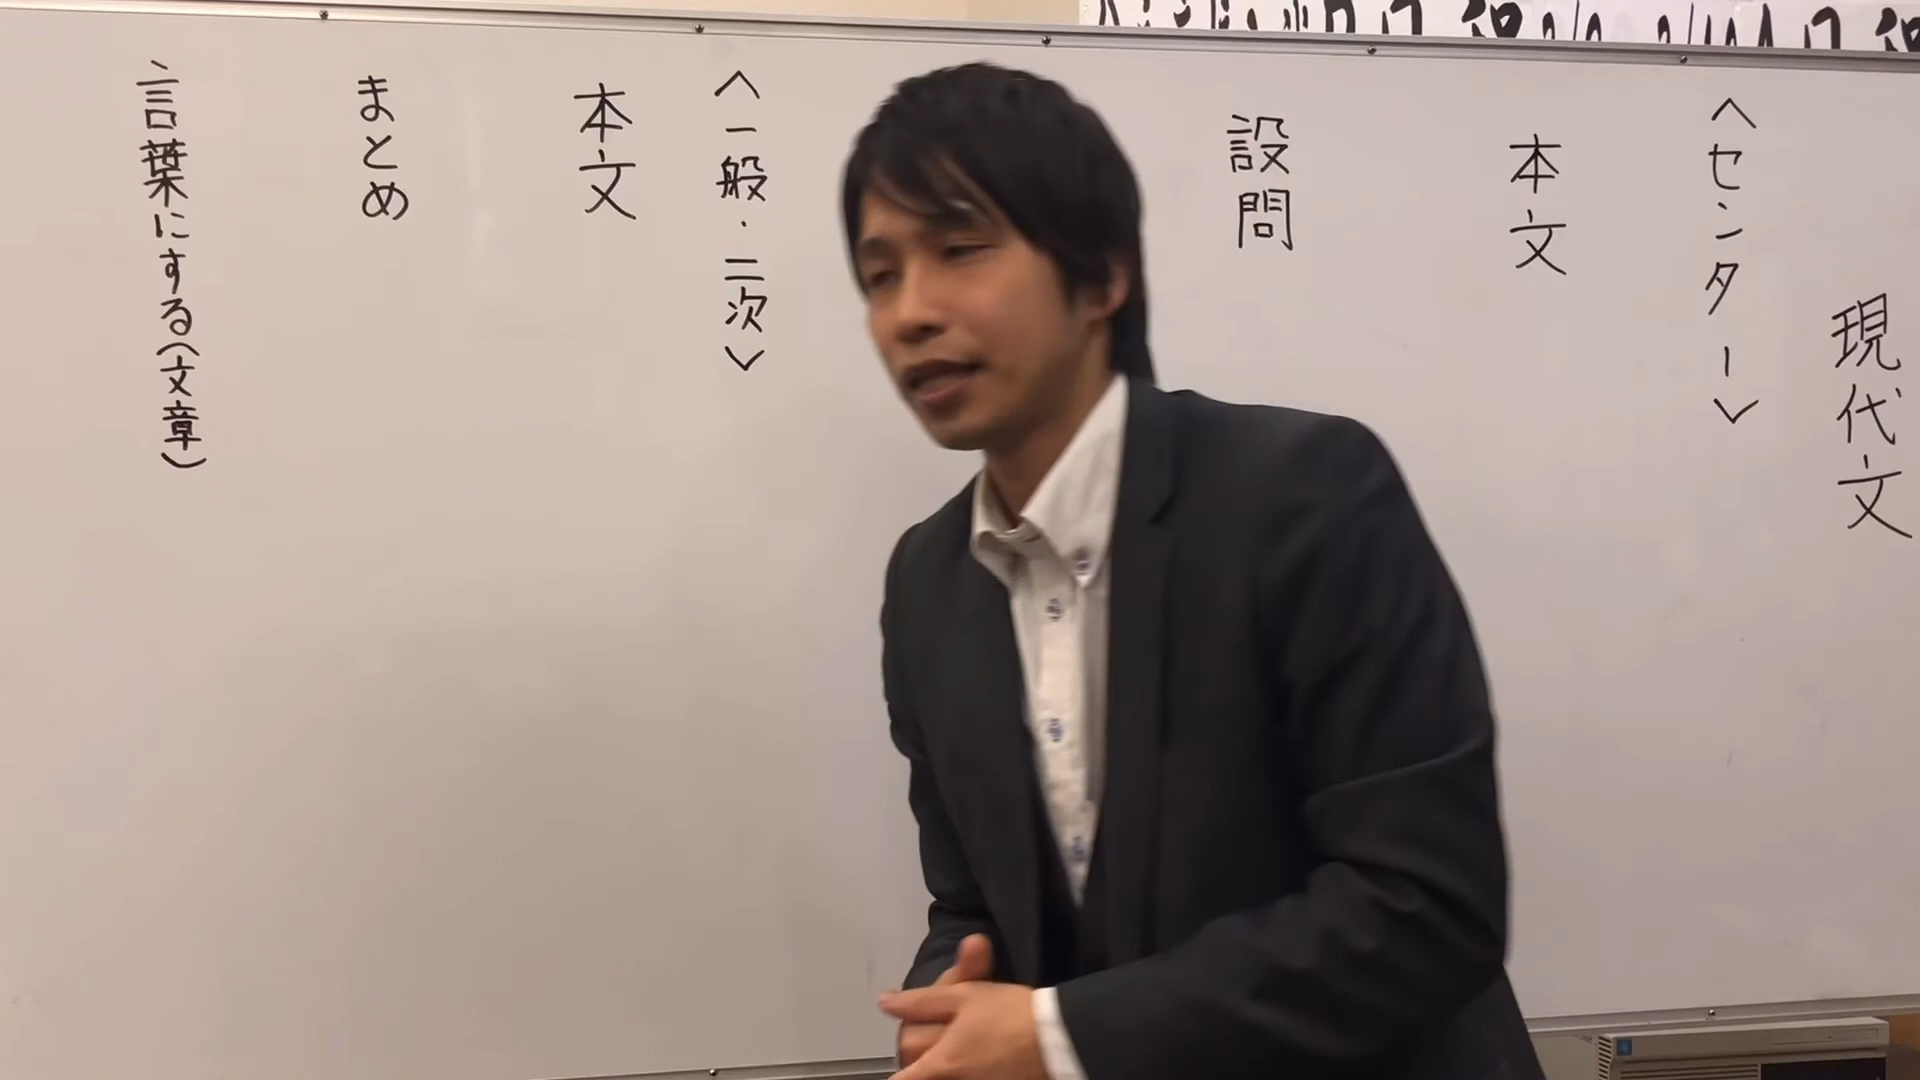 現代文
〈センター〉
本文
設問
〈一般・二次〉
本文
まとめ
言葉にする(文章)